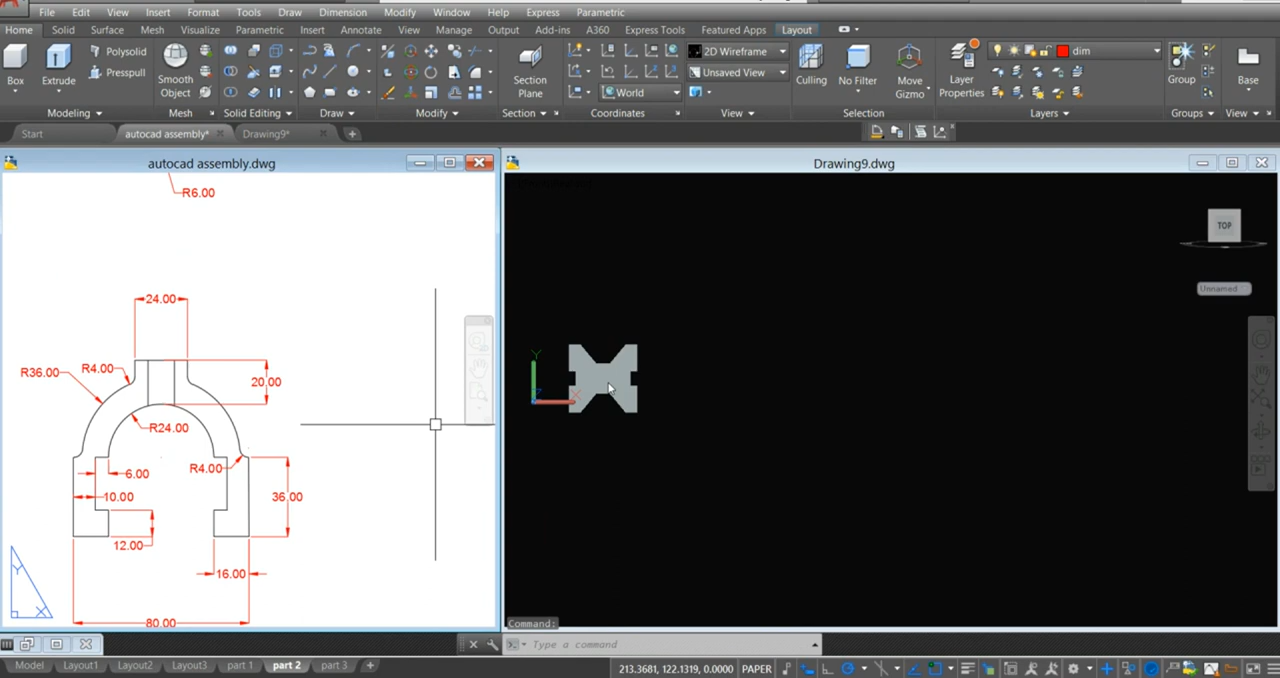 File Edit View Insert Format Tools Draw Dimension Modify Window Help Express Parametric
Home Solid Surface Mesh Visualize Parametric Insert Annotate View Manage Output Add-ins A360 Express Tools Featured Apps Layout
Box
Extrude
Polysolid
Presspull
Smooth
Object
Section
Plane
2D Wireframe
Unsaved View
World
Culling
No Filter
Move
Gizmo
Layer
Properties
dim
Group
Base
Modeling
Mesh
Solid Editing
Draw
Modify
Section
Coordinates
View
Selection
Layers
Groups
View
Start
autocad assembly*
Drawing9*
autocad assembly.dwg
Drawing9.dwg
R6.00
24.00
R36.00
R4.00
20.00
R24.00
R4.00
6.00
10.00
36.00
12.00
16.00
80.00
Y
X
Y
X
TOP
Unnamed
Command:
Type a command
Model Layout1 Layout2 Layout3 part 1 part 2 part 3
213.3681, 122.1319, 0.0000 PAPER